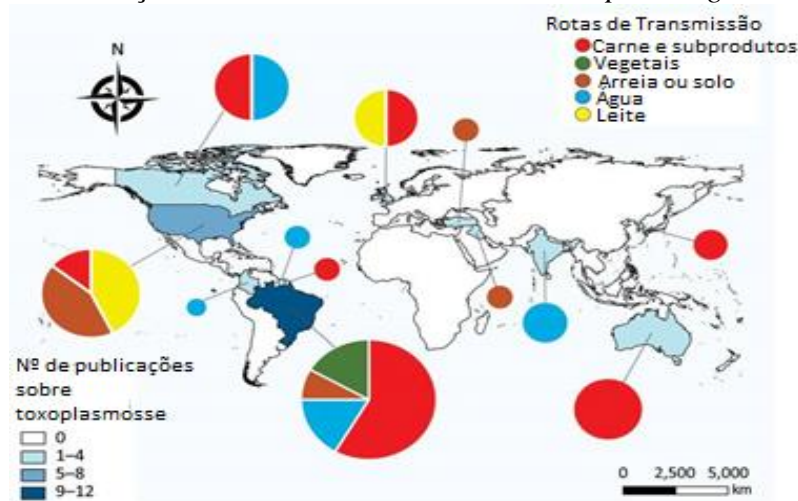 Rotas de Transmissão
Carne e subprodutos
Vegetais
Arreia ou solo
Água
Leite
N
Nº de publicações
sobre
toxoplasmosse
0
1–4
5–8
9–12
0 2,500 5,000
km